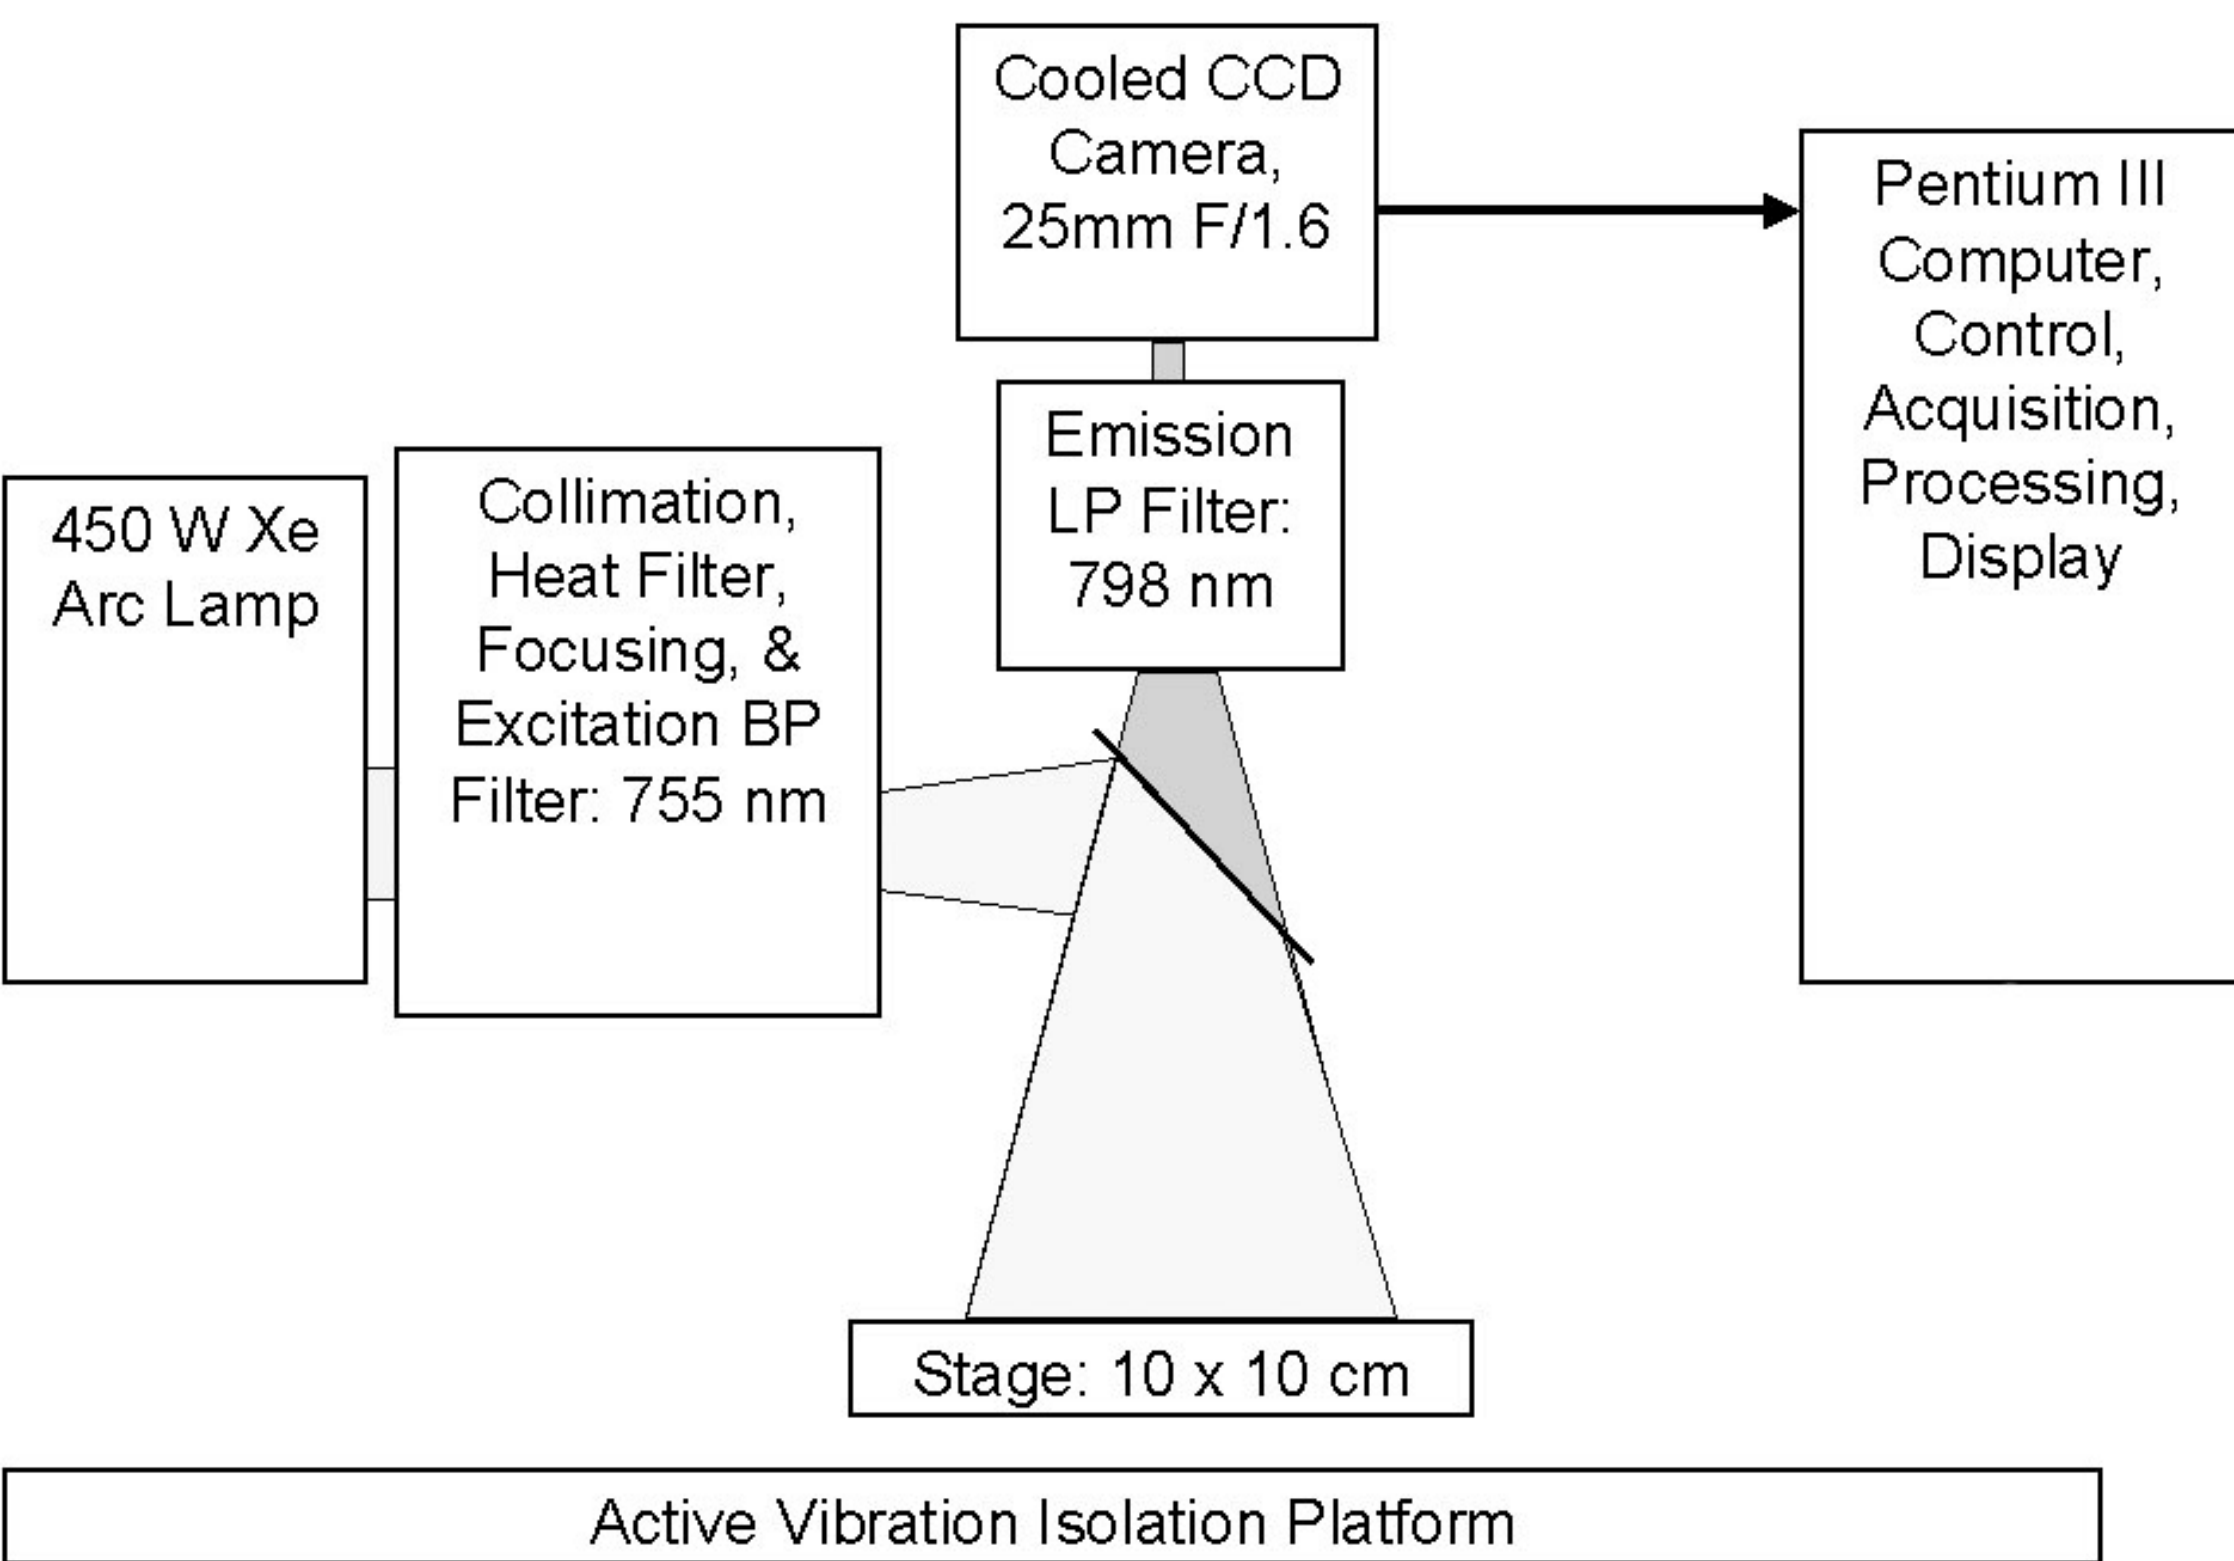 Cooled CCD
Camera,
25mm F/1.6
Pentium III
Computer,
Control,
Acquisition,
Processing,
Display
Emission
LP Filter:
798 nm
450 W Xe
Arc Lamp
Collimation,
Heat Filter,
Focusing, &
Excitation BP
Filter: 755 nm
Stage: 10 x 10 cm
Active Vibration Isolation Platform